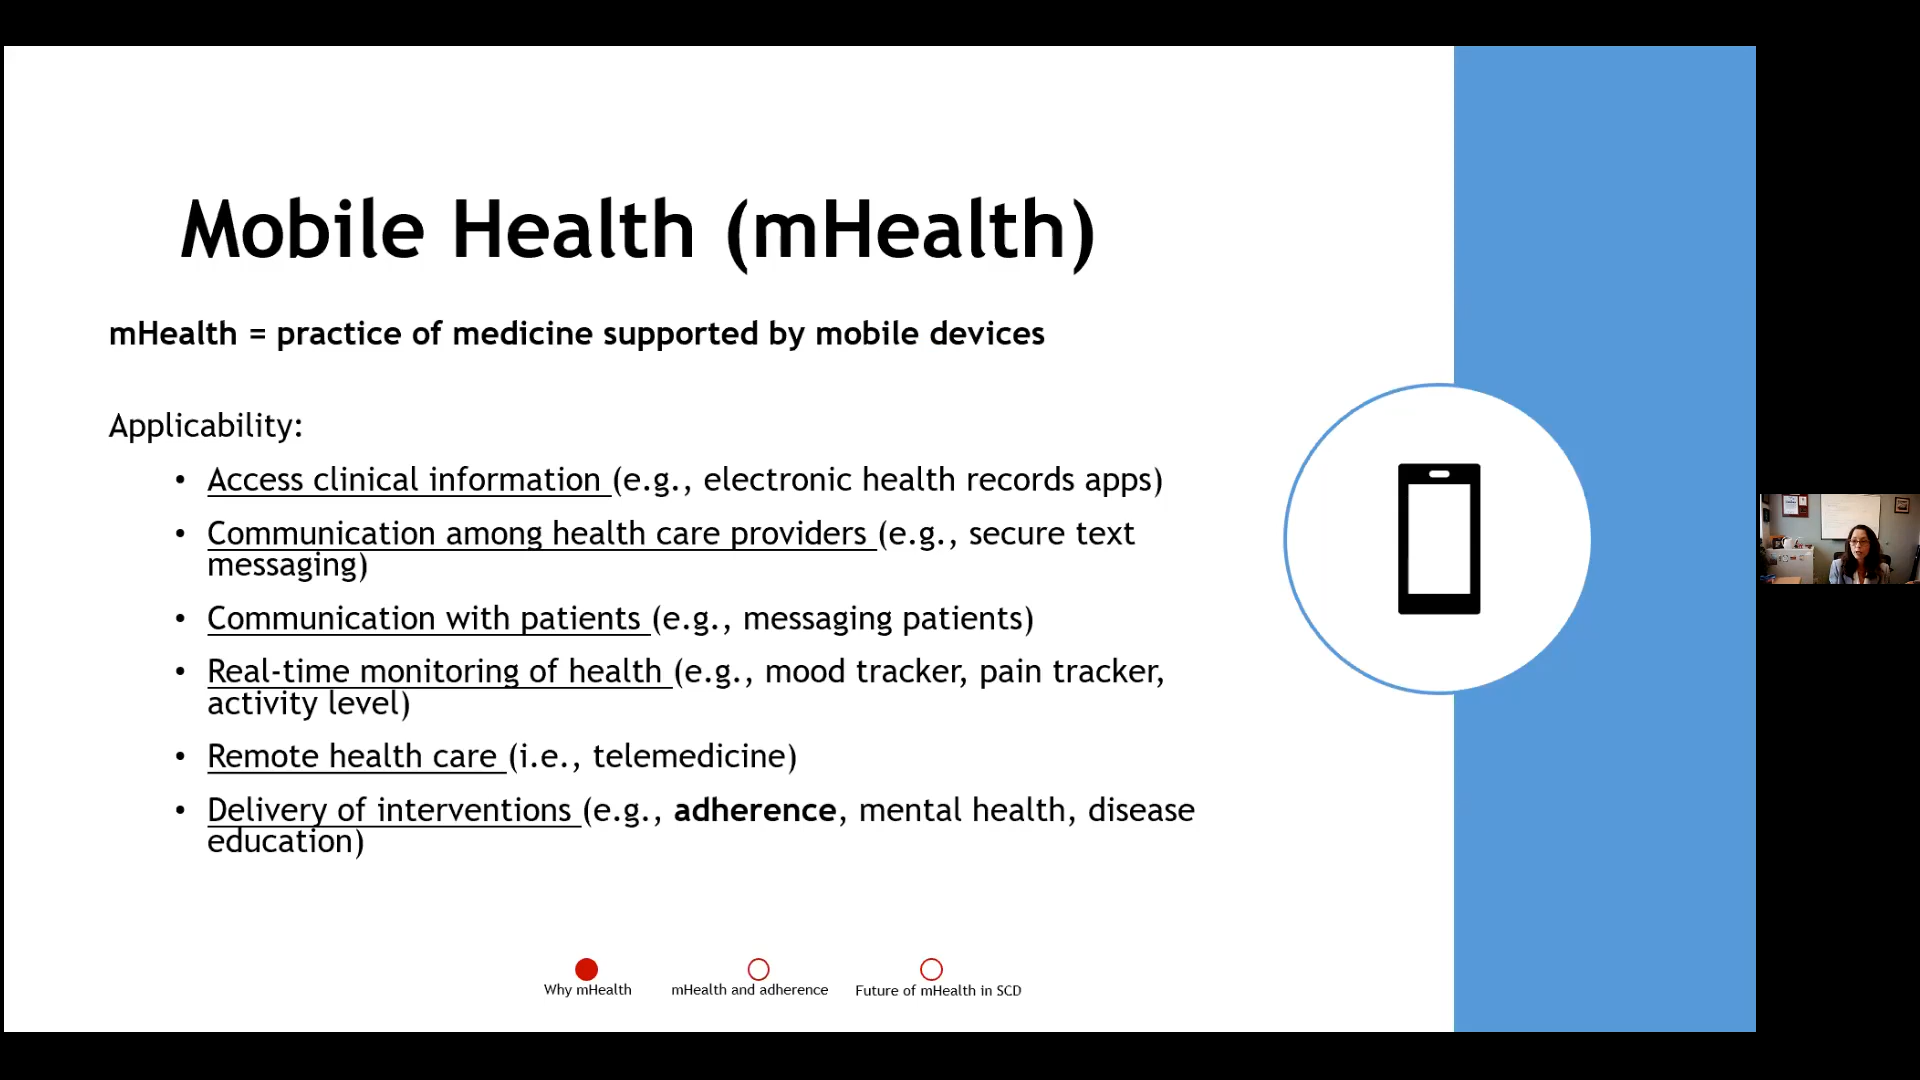 Mobile Health (mHealth)
mHealth = practice of medicine supported by mobile devices
Applicability:
• Access clinical information (e.g., electronic health records apps)
• Communication among health care providers (e.g., secure text
messaging)
• Communication with patients (e.g., messaging patients)
• Real-time monitoring of health (e.g., mood tracker, pain tracker,
activity level)
• Remote health care (i.e., telemedicine)
• Delivery of interventions (e.g., adherence, mental health, disease
education)
Why mHealth
mHealth and adherence
Future of mHealth in SCD